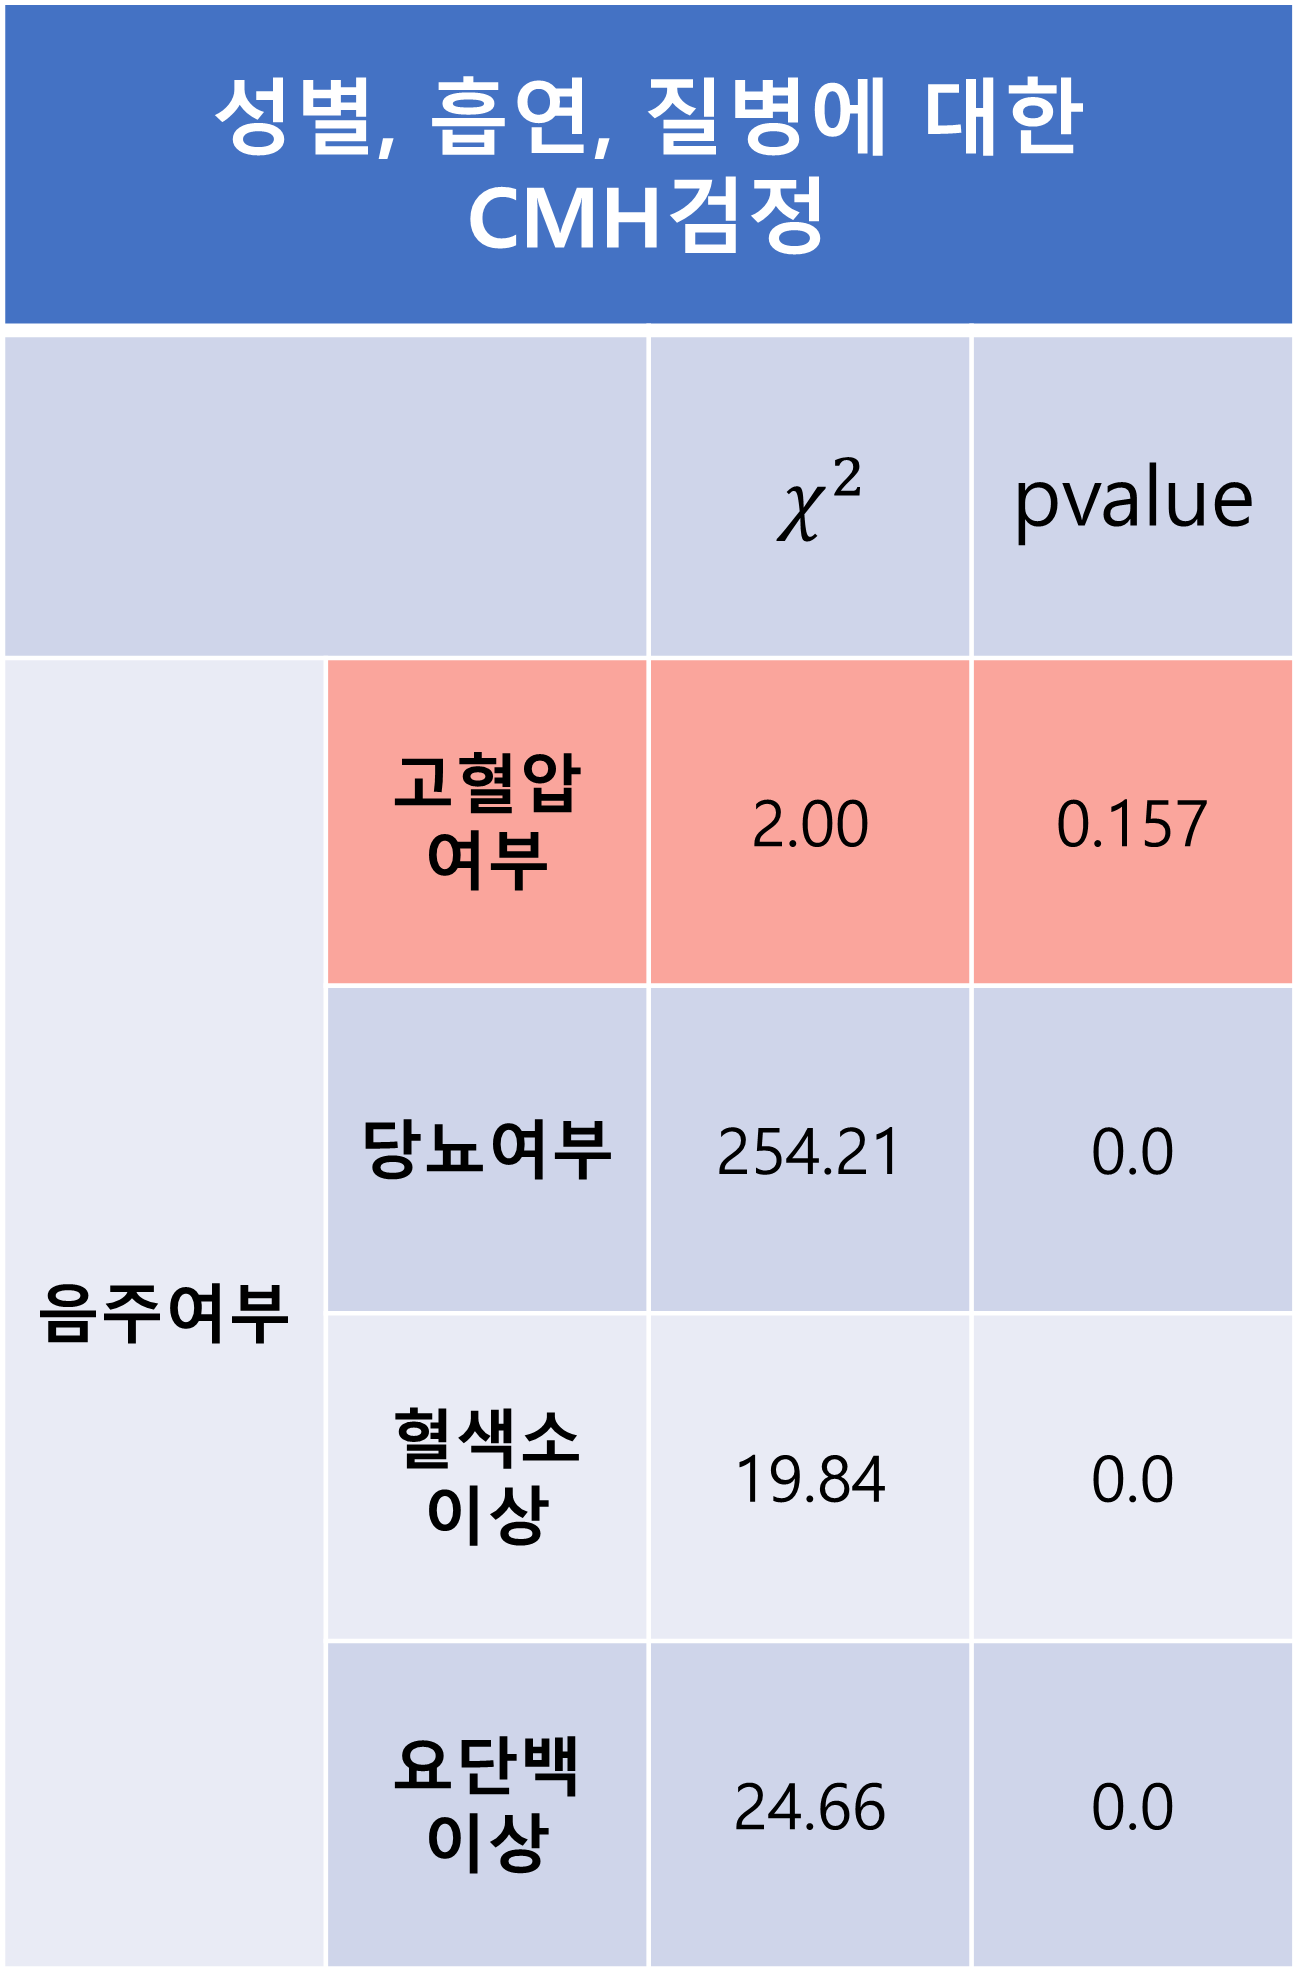 성별, 흡연, 질병에 대한
CMH검정
χ² pvalue
음주여부
고혈압
여부
2.00 0.157
당뇨여부 254.21 0.0
혈색소
이상
19.84 0.0
요단백
이상
24.66 0.0